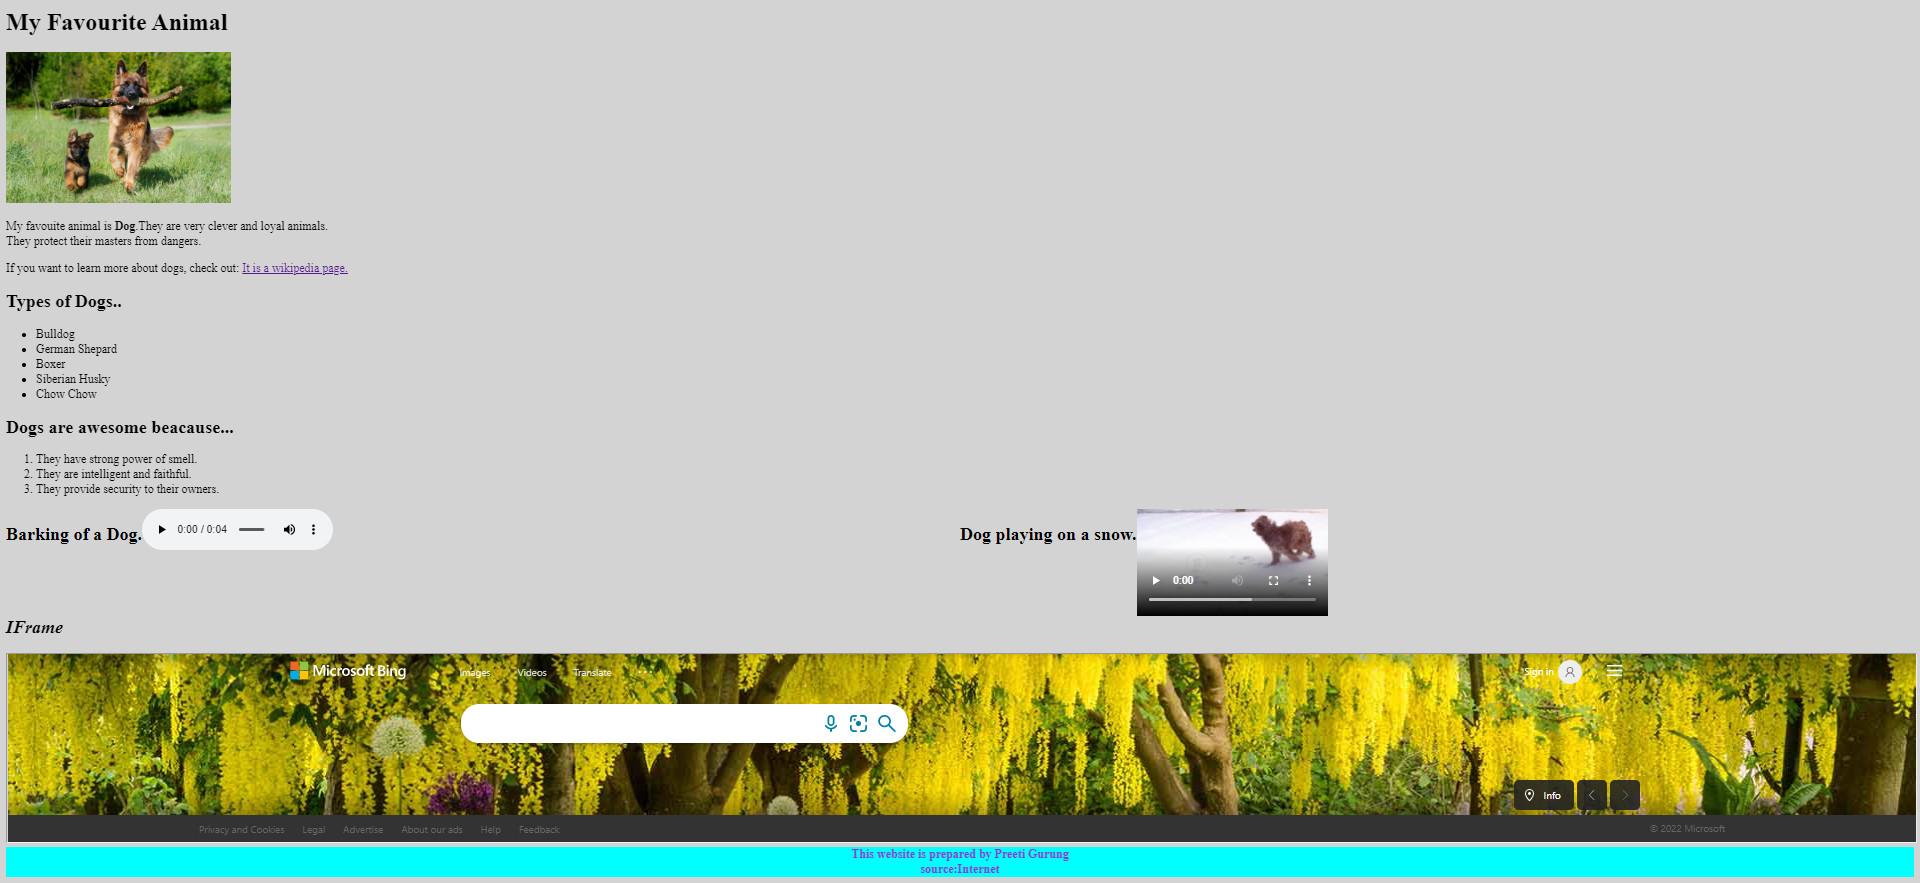 My Favourite Animal
My favouite animal is Dog.They are very clever and loyal animals.
They protect their masters from dangers.
If you want to learn more about dogs, check out: It is a wikipedia page.
Types of Dogs..
Bulldog
German Shepard
Boxer
Siberian Husky
Chow Chow
Dogs are awesome beacause...
1. They have strong power of smell.
2. They are intelligent and faithful.
3. They provide security to their owners.
Barking of a Dog. 0:00 / 0:04
Dog playing on a snow. 0:00
IFrame
Microsoft Bing Images Videos Translate ... Sign in
Info
Privacy and Cookies Legal Advertise About our ads Help Feedback © 2022 Microsoft
This website is prepared by Preeti Gurung
source:Internet